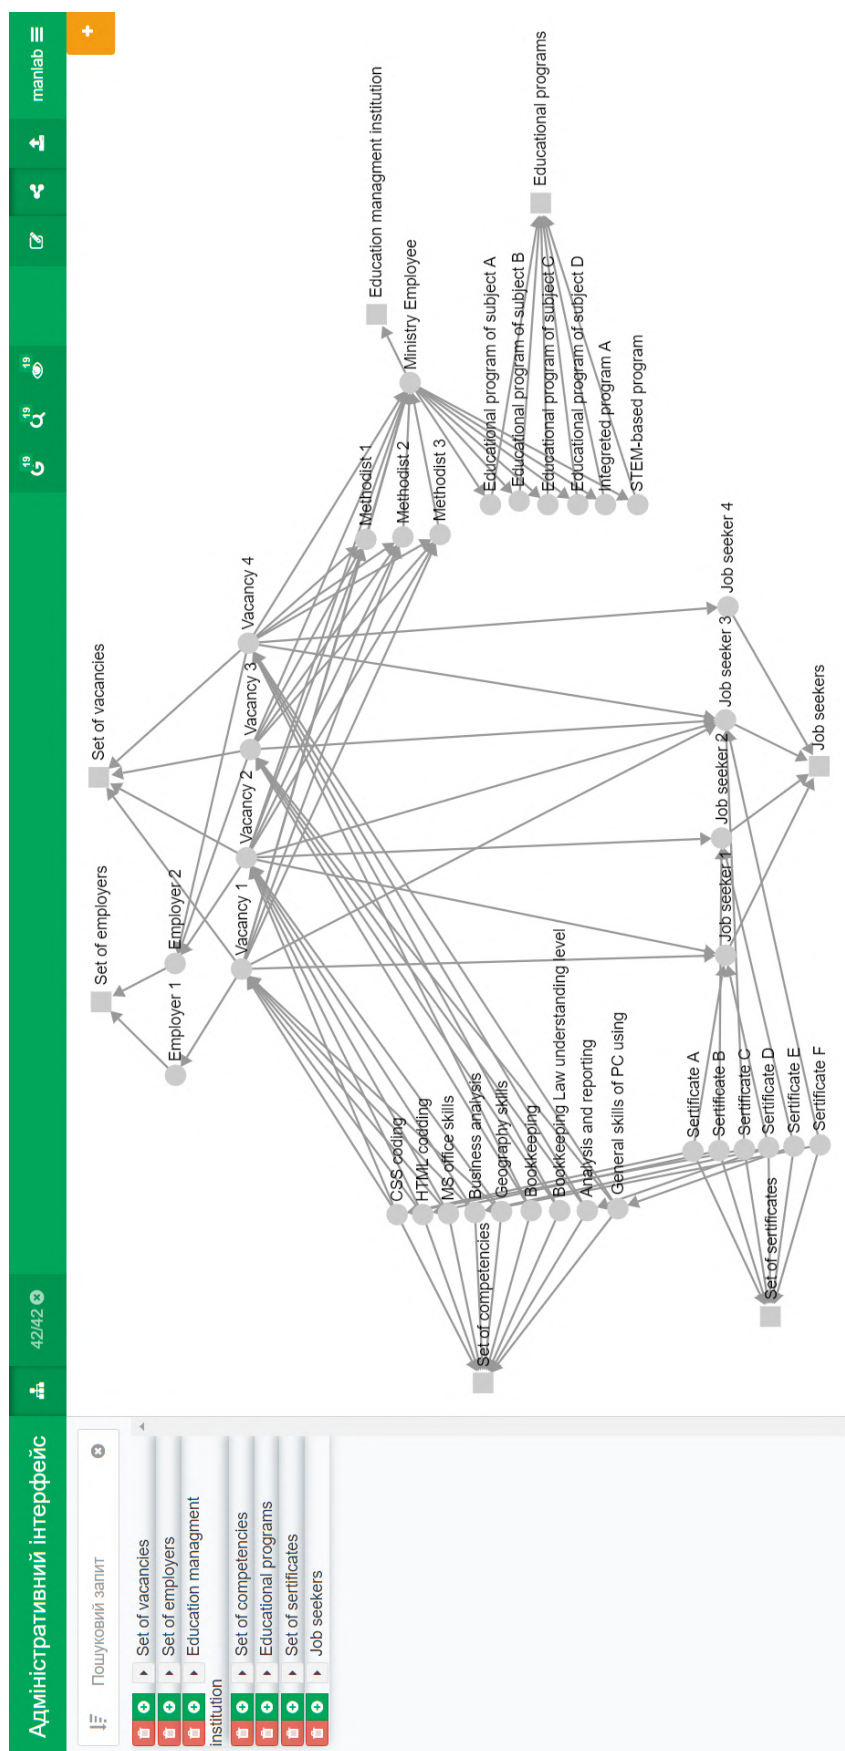 Адміністративний інтерфейс
42/42
19
19
19
manlab
+
Пошуковий запит
Set of vacancies
Set of employers
Education managment
institution
Set of competencies
Educational programs
Set of sertificates
Job seekers
Set of employers
Set of vacancies
Employer 1
Employer 2
Vacancy 1
Vacancy 2
Vacancy 3
Vacancy 4
Education managment institution
Ministry Employee
Methodist 1
Methodist 2
Methodist 3
Educational programs
Educational program of subject A
Educational program of subject B
Educational program of subject C
Educational program of subject D
Integreted program A
STEM-based program
CSS coding
HTML codding
MS office skills
Business analysis
Geography skills
Bookkeeping
Bookkeeping Law understanding level
Analysis and reporting
General skills of PC using
Set of competencies
Sertificate A
Sertificate B
Sertificate C
Sertificate D
Sertificate E
Sertificate F
Set of sertificates
Job seeker 1
Job seeker 2
Job seeker 3
Job seeker 4
Job seekers